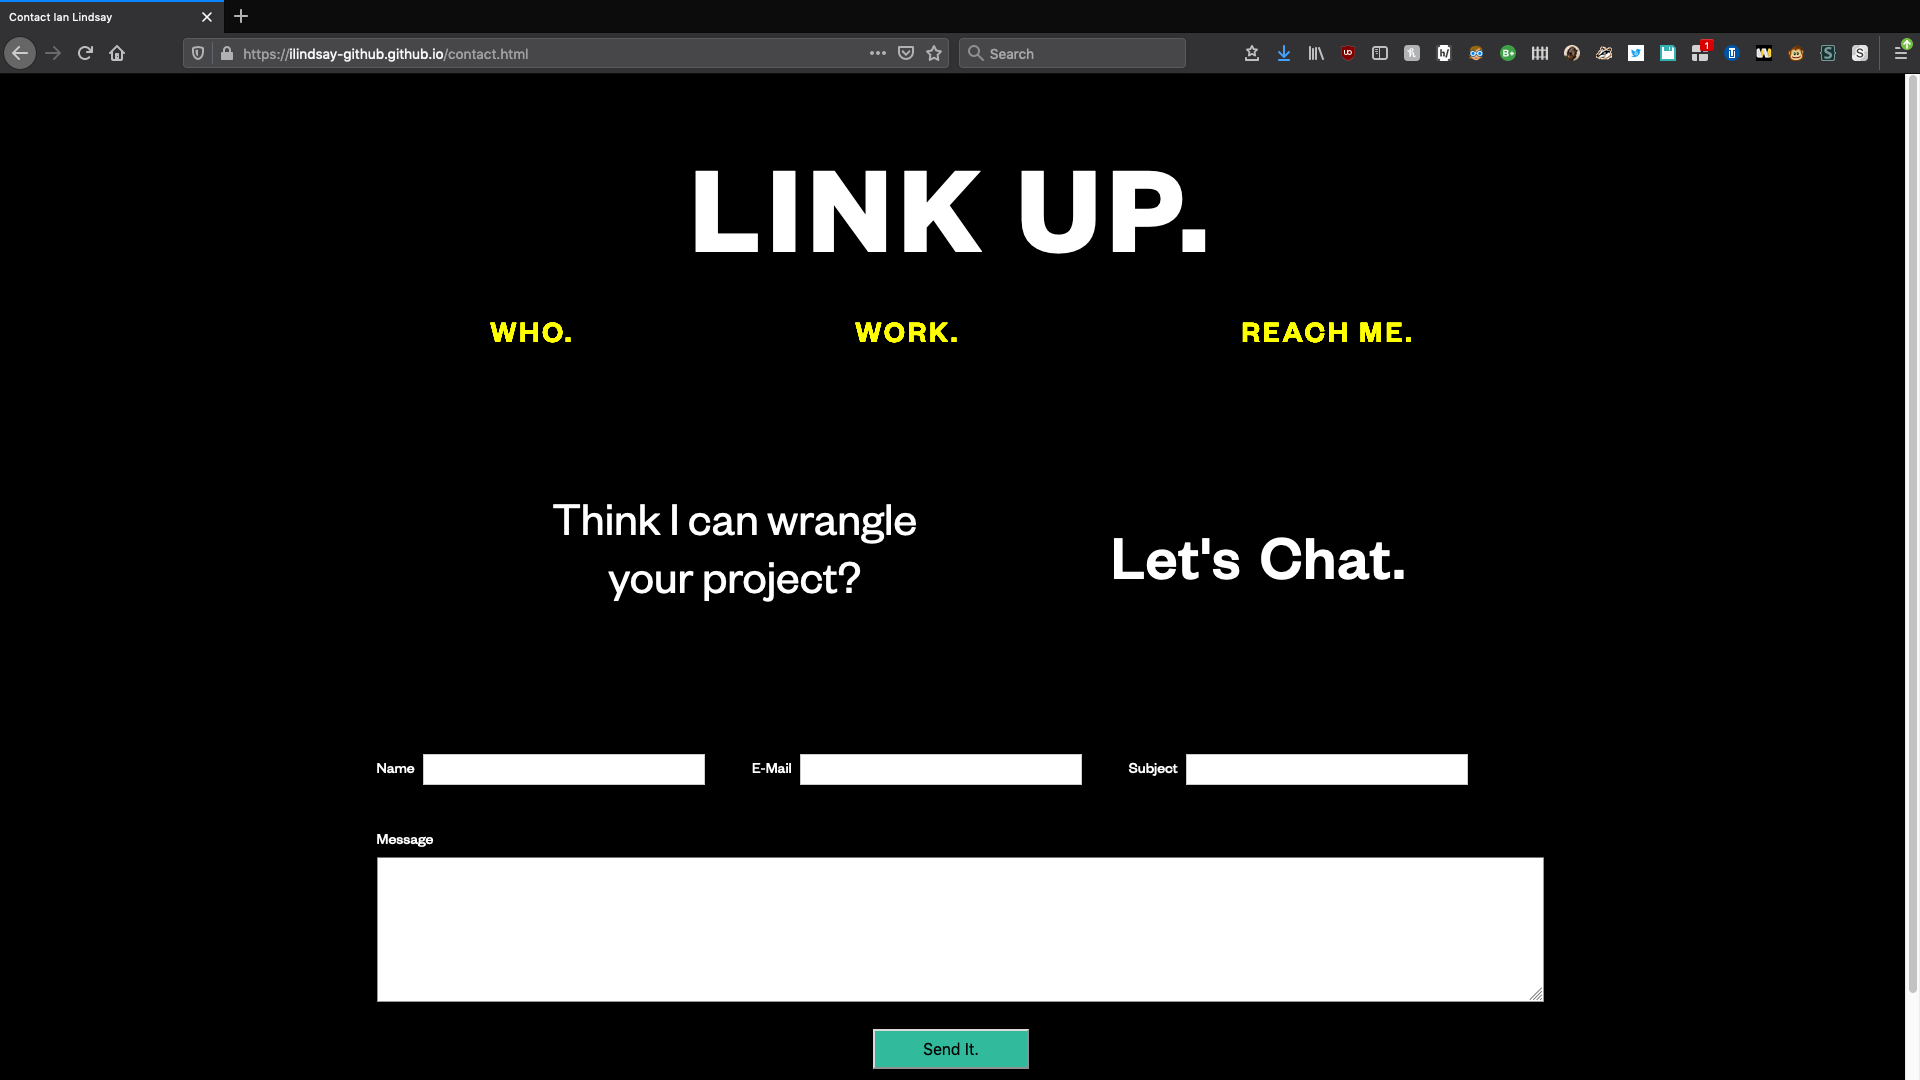 Contact Ian Lindsay
https://ilindsay-github.github.io/contact.html
Search
1
LINK UP.
WHO.
WORK.
REACH ME.
Think I can wrangle
your project?
Let's Chat.
Name
E-Mail
Subject
Message
Send It.